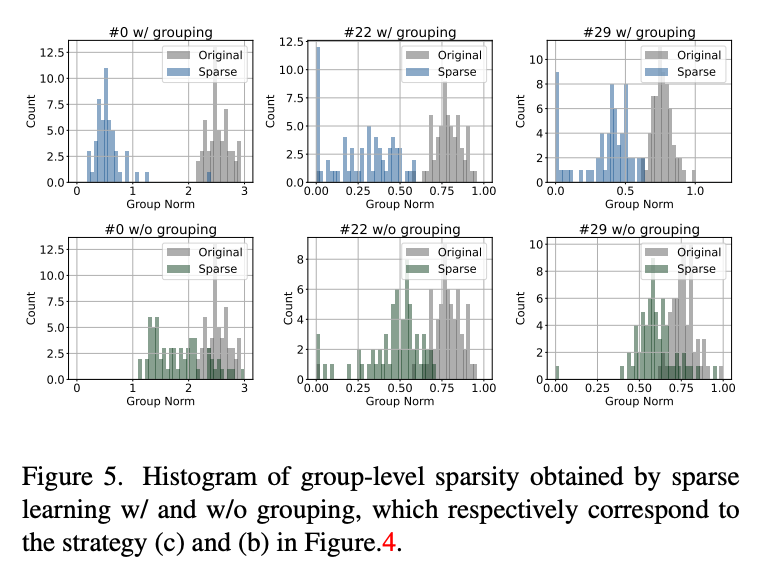 #0 w/ grouping
12.5
10.0
7.5
5.0
2.5
0.0
Count
Original
Sparse
0 1 2 3
Group Norm
#22 w/ grouping
12.5
10.0
7.5
5.0
2.5
0.0
Count
Original
Sparse
0.00 0.25 0.50 0.75 1.00
Group Norm
#29 w/ grouping
10
8
6
4
2
0
Count
Original
Sparse
0.0 0.5 1.0
Group Norm
#0 w/o grouping
12.5
10.0
7.5
5.0
2.5
0.0
Count
Original
Sparse
0 1 2 3
Group Norm
#22 w/o grouping
8
6
4
2
0
Count
Original
Sparse
0.00 0.25 0.50 0.75 1.00
Group Norm
#29 w/o grouping
10
8
6
4
2
0
Count
Original
Sparse
0.00 0.25 0.50 0.75 1.00
Group Norm
Figure 5. Histogram of group-level sparsity obtained by sparse
learning w/ and w/o grouping, which respectively correspond to
the strategy (c) and (b) in Figure.4.